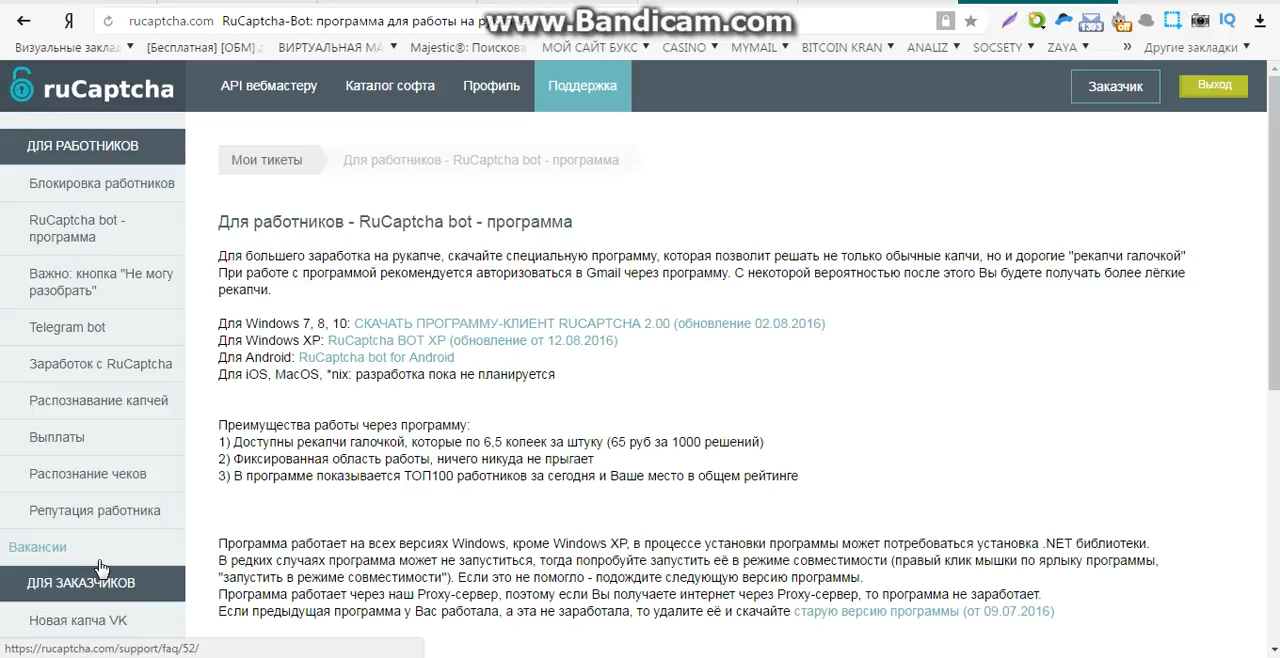 Я rucaptcha.com RuCaptcha-Bot: программа для работы на р
www.Bandicam.com
Визуальные заклад [Бесплатная] [ОБМ] ВИРТУАЛЬНАЯ МА Majestic®: Поискова МОЙ САЙТ БУКС CASINO MYMAIL BITCOIN KRAN ANALIZ SOCSETY ZAYA » Другие закладки
ruCaptcha API вебмастеру Каталог софта Профиль Поддержка Заказчик Выход
ДЛЯ РАБОТНИКОВ
Блокировка работников
RuCaptcha bot -
программа
Важно: кнопка "Не могу
разобрать"
Telegram bot
Заработок с RuCaptcha
Распознавание капчей
Выплаты
Распознание чеков
Репутация работника
Вакансии
ДЛЯ ЗАКАЗЧИКОВ
Новая капча VK
Мои тикеты Для работников - RuCaptcha bot - программа
Для работников - RuCaptcha bot - программа
Для большего заработка на рукапче, скачайте специальную программу, которая позволит решать не только обычные капчи, но и дорогие "рекапчи галочкой"
При работе с программой рекомендуется авторизоваться в Gmail через программу. С некоторой вероятностью после этого Вы будете получать более лёгкие
рекапчи.
Для Windows 7, 8, 10: СКАЧАТЬ ПРОГРАММУ-КЛИЕНТ RUCAPTCHA 2.00 (обновление 02.08.2016)
Для Windows XP: RuCaptcha BOT XP (обновление от 12.08.2016)
Для Android: RuCaptcha bot for Android
Для iOS, MacOS, *nix: разработка пока не планируется
Преимущества работы через программу:
1) Доступны рекапчи галочкой, которые по 6,5 копеек за штуку (65 руб за 1000 решений)
2) Фиксированная область работы, ничего никуда не прыгает
3) В программе показывается ТОП100 работников за сегодня и Ваше место в общем рейтинге
Программа работает на всех версиях Windows, кроме Windows XP, в процессе установки программы может потребоваться установка .NET библиотеки.
В редких случаях программа может не запуститься, тогда попробуйте запустить её в режиме совместимости (правый клик мышки по ярлыку программы,
"запустить в режиме совместимости"). Если это не помогло - подождите следующую версию программы.
Программа работает через наш Proxy-сервер, поэтому если Вы получаете интернет через Proxy-сервер, то программа не заработает.
Если предыдущая программа у Вас работала, а эта не заработала, то удалите её и скачайте старую версию программы (от 09.07.2016)
https://rucaptcha.com/support/faq/52/